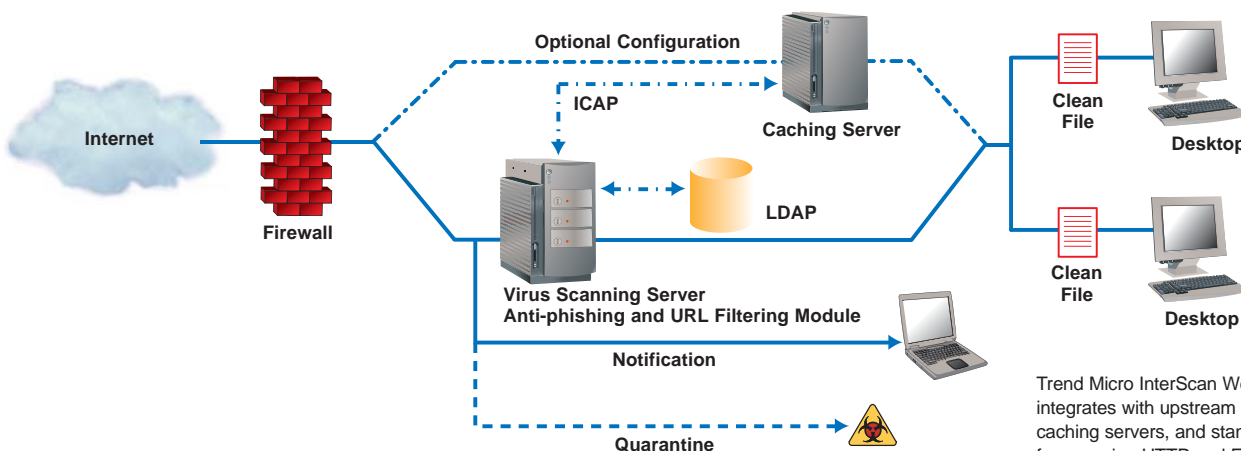 Optional Configuration
ICAP
Caching Server
Internet
Firewall
LDAP
Virus Scanning Server
Anti-phishing and URL Filtering Module
Notification
Quarantine
Clean
File
Desktop
Clean
File
Desktop
Trend Micro InterScan
integrates with upstream
caching servers, and